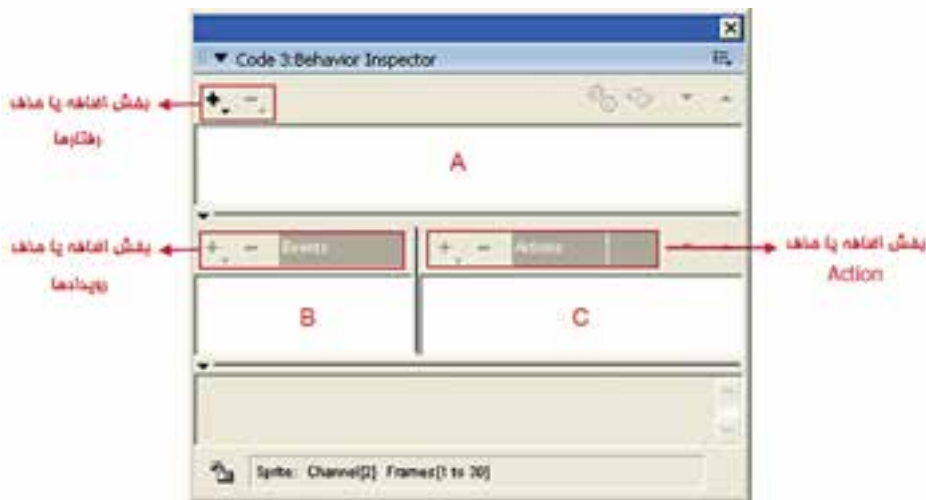 Code 3:Behavior Inspector
بخش اضافه یا حذف
رفتارها
A
بخش اضافه یا حذف
رویدادها
Events
Actions
بخش اضافه یا حذف
Action
B
C
Sprite: Channel[2] Frames[1 to 30]